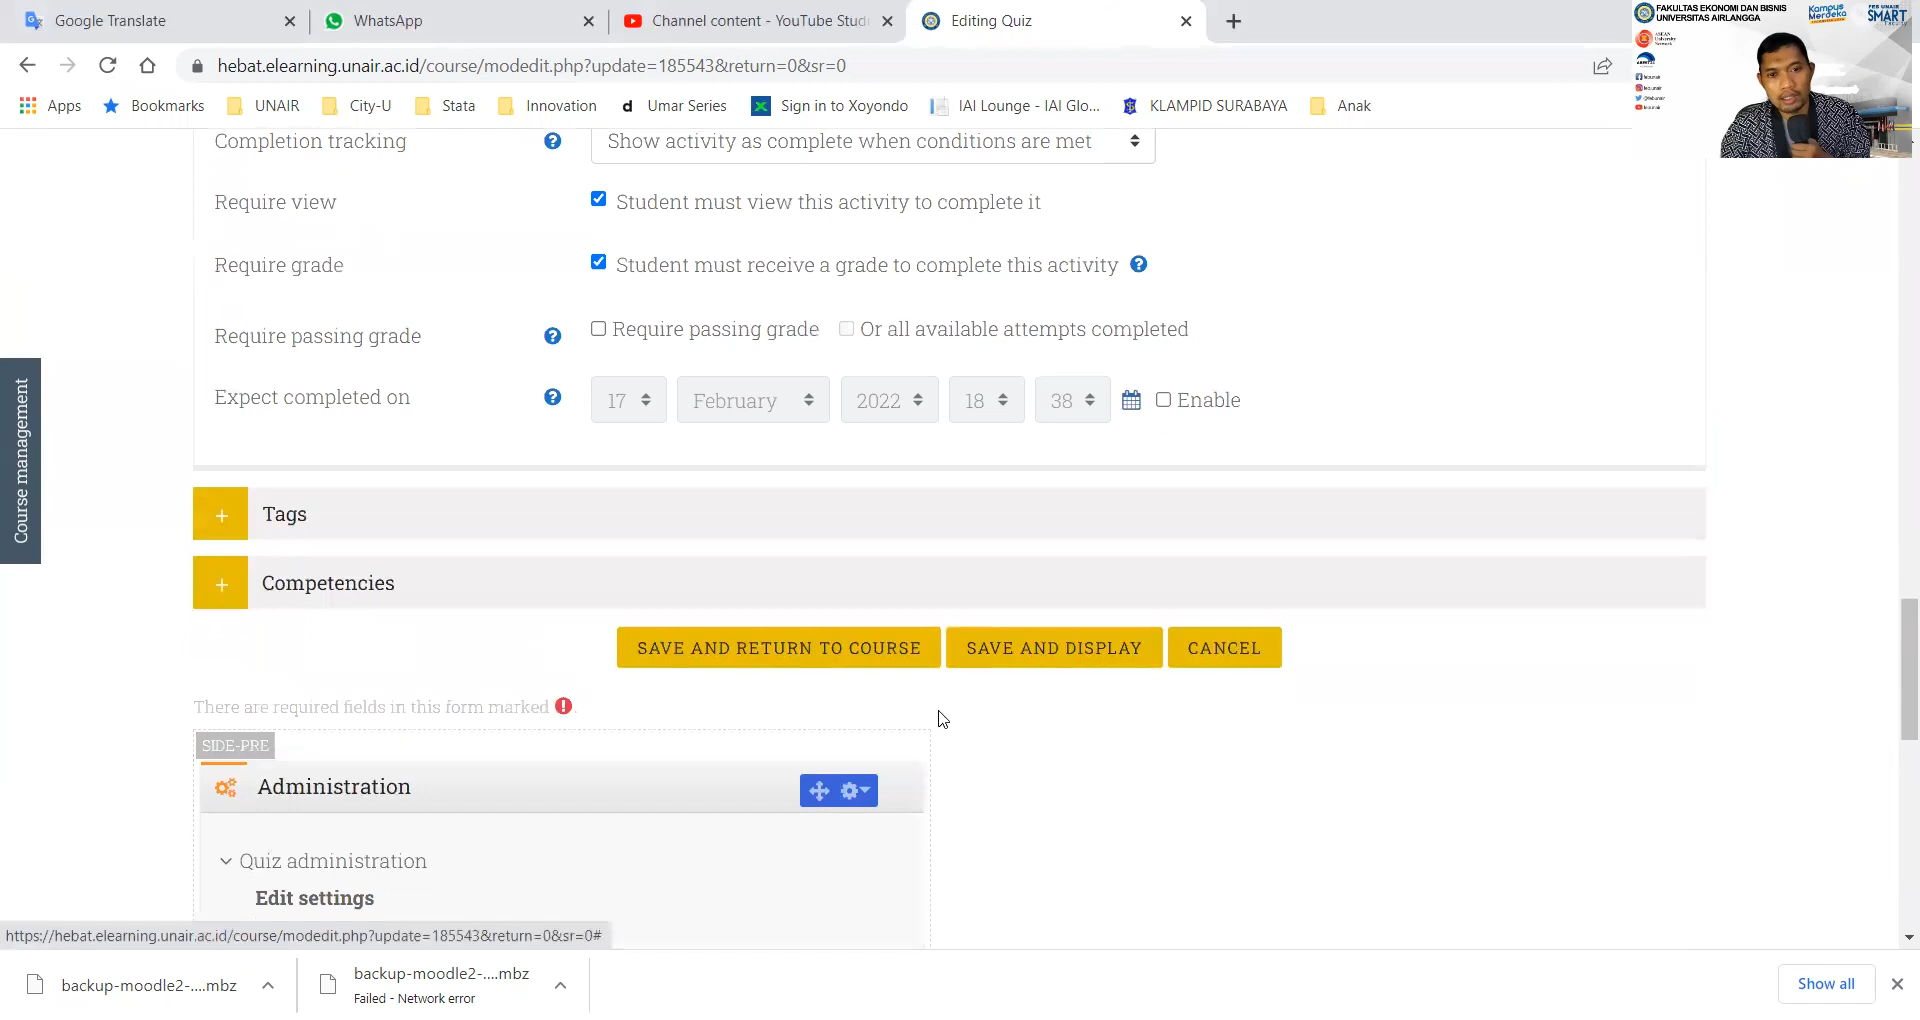 Google Translate
WhatsApp
Channel content - YouTube Studi
Editing Quiz
hebat.elearning.unair.ac.id/course/modedit.php?update=185543&return=0&sr=0
Apps
Bookmarks
UNAIR
City-U
Stata
Innovation
Umar Series
Sign in to Xoyondo
IAI Lounge - IAI Glo...
KLAMPID SURABAYA
Anak
FAKULTAS EKONOMI DAN BISNIS
UNIVERSITAS AIRLANGGA
Kampus
Merdeka
FEB UNAIR
SMART
Completion tracking
Show activity as complete when conditions are met
Require view
Student must view this activity to complete it
Require grade
Student must receive a grade to complete this activity
Require passing grade
Require passing grade
Or all available attempts completed
Expect completed on
17
February
2022
18
38
Enable
Course management
+ Tags
+ Competencies
SAVE AND RETURN TO COURSE
SAVE AND DISPLAY
CANCEL
There are required fields in this form marked
.
SIDE-PRE
Administration
Quiz administration
Edit settings
https://hebat.elearning.unair.ac.id/course/modedit.php?update=185543&return=0&sr=0#
backup-moodle2-....mbz
backup-moodle2-....mbz
Failed - Network error
Show all